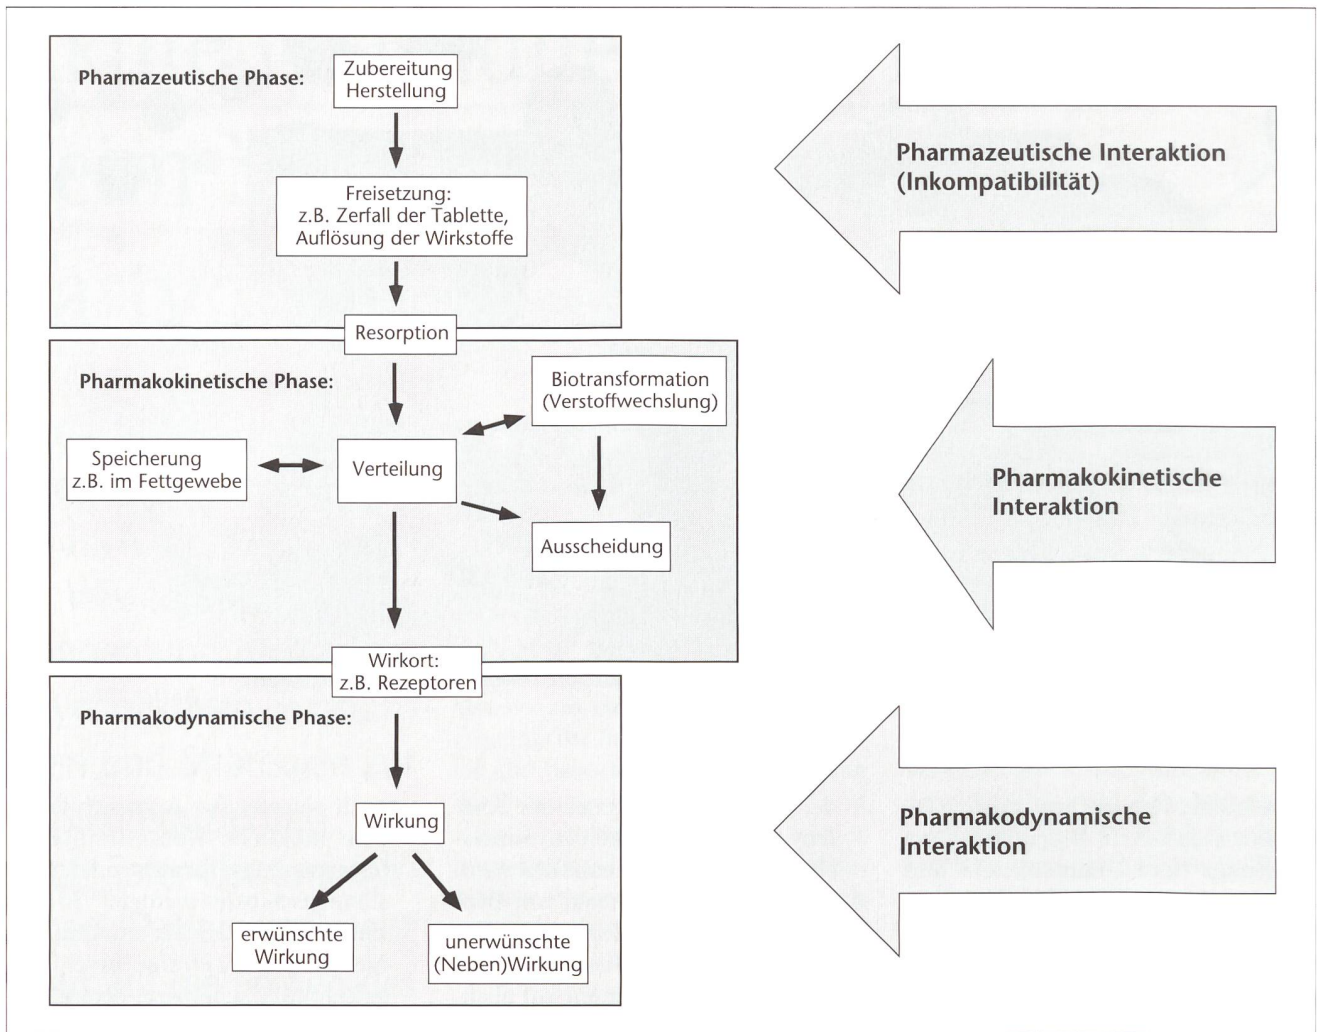 Pharmazeutische Phase:
Zubereitung
Herstellung
Freisetzung:
z.B. Zerfall der Tablette,
Auflösung der Wirkstoffe
Resorption
Pharmazeutische Interaktion
(Inkompatibilität)
Pharmakokinetische Phase:
Biotransformation
(Verstoffwechslung)
Speicherung
z.B. im Fettgewebe
Verteilung
Ausscheidung
Pharmakokinetische
Interaktion
Wirkort:
z.B. Rezeptoren
Pharmakodynamische Phase:
Wirkung
erwünschte
Wirkung
unerwünschte
(Neben)Wirkung
Pharmakodynamische
Interaktion